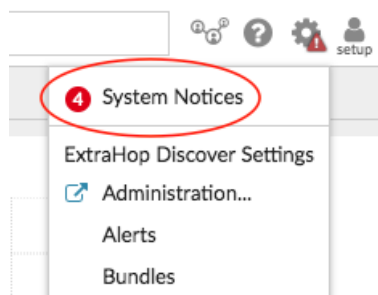 setup
4 System Notices
ExtraHop Discover Settings
Administration...
Alerts
Bundles